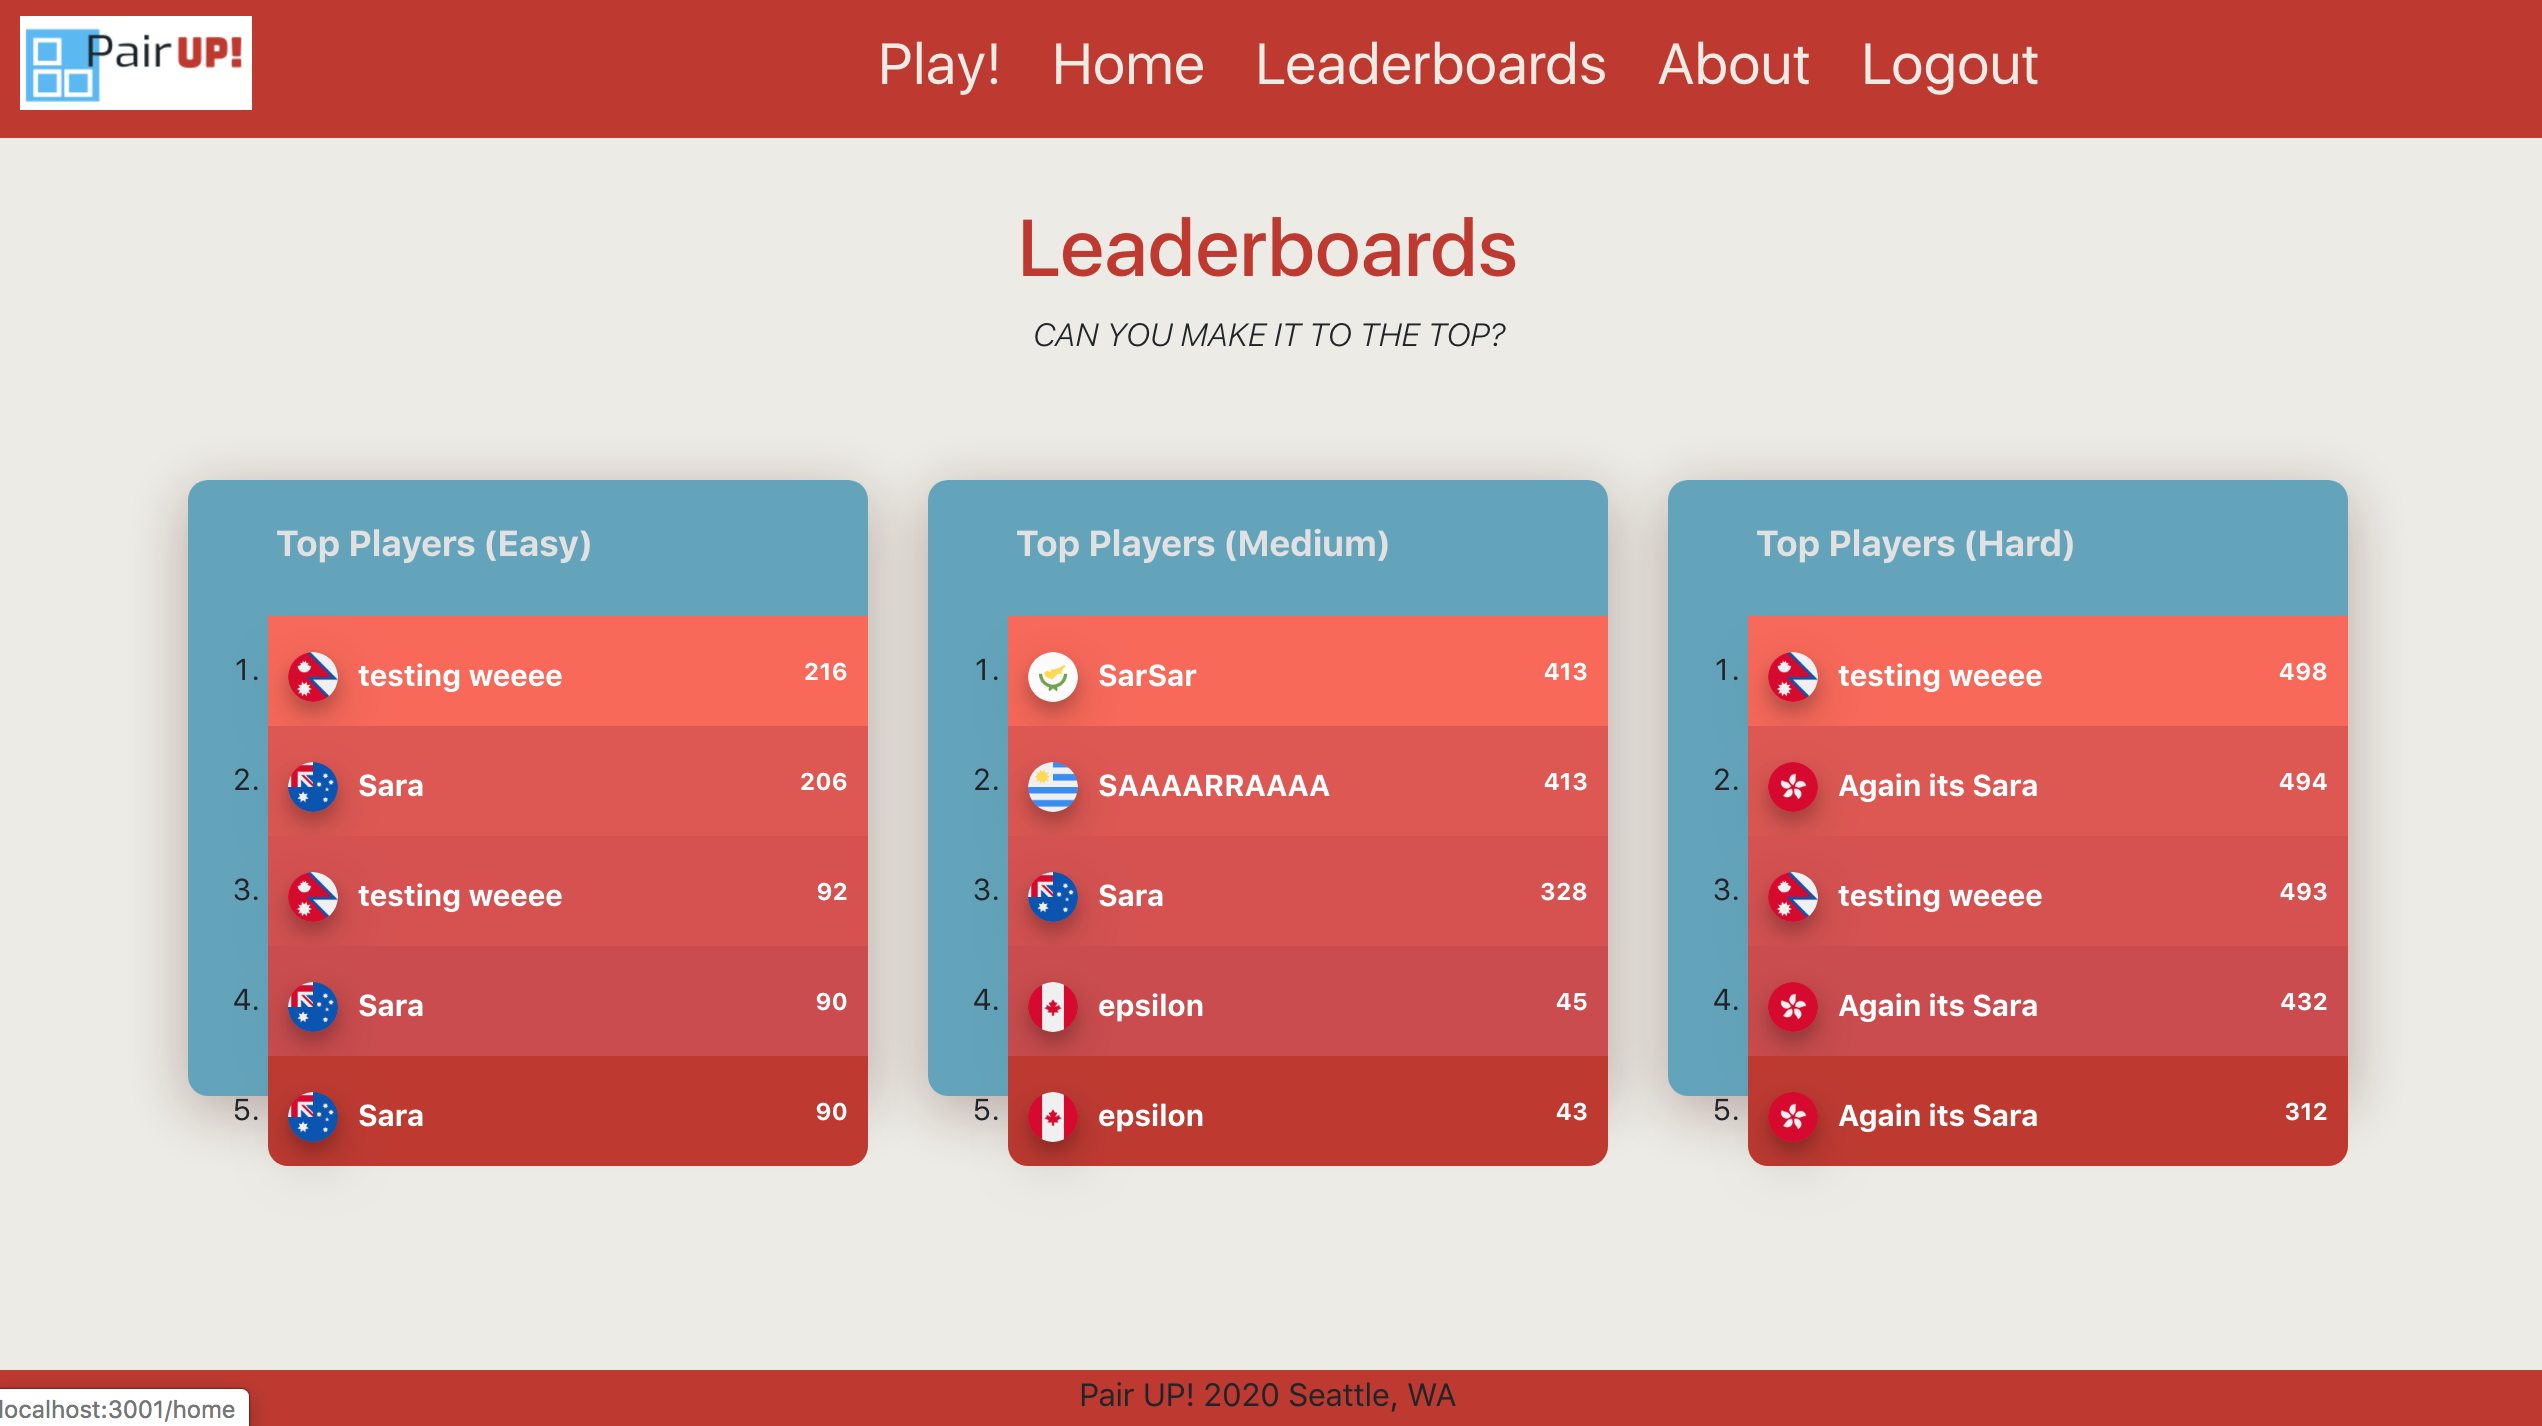 Pair UP!
Play! Home Leaderboards About Logout
Leaderboards
CAN YOU MAKE IT TO THE TOP?
Top Players (Easy)
1. testing weeee 216
2. Sara 206
3. testing weeee 92
4. Sara 90
5. Sara 90
Top Players (Medium)
1. SarSar 413
2. SAAAARRAAAA 413
3. Sara 328
4. epsilon 45
5. epsilon 43
Top Players (Hard)
1. testing weeee 498
2. Again its Sara 494
3. testing weeee 493
4. Again its Sara 432
5. Again its Sara 312
Pair UP! 2020 Seattle, WA
localhost:3001/home